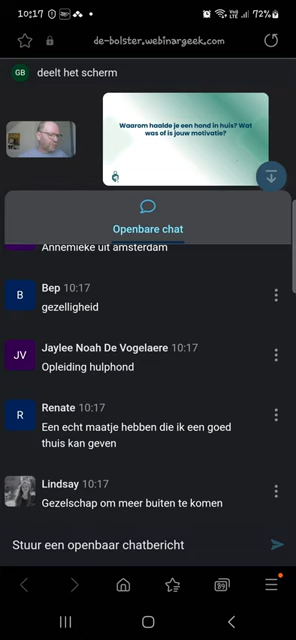 10:17
72%
de-bolster.webinargeek.com
GB deelt het scherm
Waarom haalde je een hond in huis? Wat
was of is jouw motivatie?
Openbare chat
Annemieke uit amsterdam
B
Bep 10:17
gezelligheid
JV
Jaylee Noah De Vogelaere 10:17
Opleiding hulphond
R
Renate 10:17
Een echt maatje hebben die ik een goed
thuis kan geven
Lindsay 10:17
Gezelschap om meer buiten te komen
Stuur een openbaar chatbericht